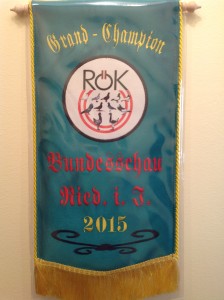 Grand - Champion
RÖK
Bundesschau
Ried. i. I.
2015